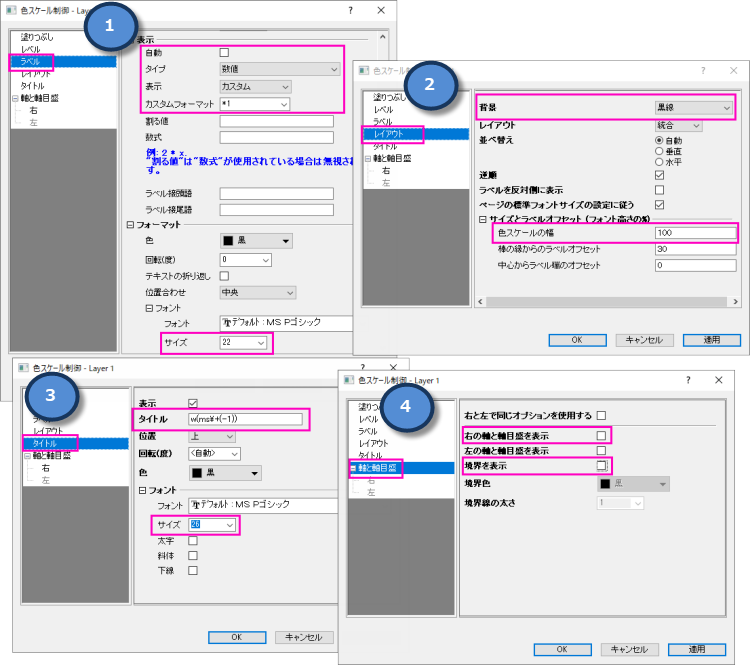 色スケール制御 - Lay
1
塗りつぶし
レベル
ラベル
レイアウト
タイトル
軸と軸目盛
右
左
表示
自動
タイプ 数値
表示 カスタム
カスタムフォーマット *1
割る値
数式
例: 2 * x.
"割る値"は"数式"が使用されている場合は無視され
す。
ラベル接頭語
ラベル接尾語
フォーマット
色 黒
回転(度) 0
テキストの折り返し
位置合わせ 中央
フォント
フォント デフォルト: MS Pゴシック
サイズ 22
色スケール制
2
塗りつぶし
レベル
ラベル
レイアウト
タイトル
軸と軸目盛
右
左
背景 黒線
レイアウト 統合
並べ替え 自動
垂直
水平
逆順
ラベルを反対側に表示
ページの標準フォントサイズの設定に従う
サイズとラベルオフセット (フォント高さの%)
色スケールの幅 100
棒の縁からのラベルオフセット 30
中心からラベル端のオフセット 0
OK キャンセル 適用
色スケール制御 - Layer 1
3
ラベル
レイアウト
タイトル
軸と軸目盛
右
左
表示
タイトル w(ms¥+(-1))
位置 上
回転(度) <自動>
色 黒
フォント
フォント デフォルト: MS Pゴシック
サイズ 26
太字
斜体
下線
OK キャンセル
色スケール制御 - Layer 1
4
塗りつ
レベル
ラベル
レイアウト
タイトル
軸と軸目盛
右
左
右と左で同じオプションを使用する
右の軸と軸目盛を表示
左の軸と軸目盛を表示
境界を表示
境界色 黒
境界線の太さ 1
OK キャンセル 適用